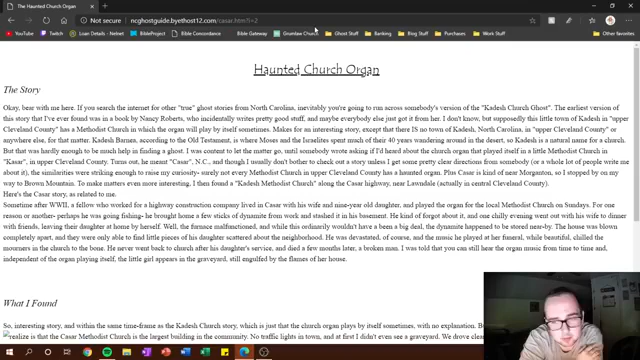 The Haunted Church Organ
Not secure | ncghostguide.byethost12.com/casar.htm?i=2
YouTube Twitch Loan Details - Nelnet BibleProject Bible Concordance Bible Gateway Grumlaw Church Ghost Stuff Banking Blog Stuff Purchases Work Stuff Other favorites
Haunted Church Organ
The Story
Okay, bear with me here. If you search the internet for other "true" ghost stories from North Carolina, inevitably you're going to run across somebody's version of the "Kadesh Church Ghost". The earliest version of
this story that I've ever found was in a book by Nancy Roberts, who incidentally writes pretty good stuff, and maybe everybody else just got it from her. I don't know, but supposedly this little town of Kadesh in "upper
Cleveland County has a Methodist Church in which the organ will play by itself sometimes. Makes for an interesting story, except that there IS no town of Kadesh, North Carolina, in "upper Cleveland County" or
anywhere else, for that matter. Kadesh Barnea, according to the Old Testament, is where Moses and the Israelites spent much of their 40 years wandering around in the desert, so Kadesh is a natural name for a church.
But that was hardly enough to be much help in finding a ghost. I was content to let the matter go, until somebody wrote asking if I'd heard about the church organ that played itself in a little Methodist Church in
"Kasar", in upper Cleveland County. Turns out, he meant "Casar", N.C., and though I usually don't bother to check out a story unless I get some pretty clear directions from somebody (or a whole lot of people write me
about it), the similarities were striking enough to raise my curiosity- surely not every Methodist Church in upper Cleveland County has a haunted organ. Plus Casar is kind of near Morganton, so I stopped by on my
way to Brown Mountain. To make matters even more interesting, I then found a "Kadesh Methodist Church" along the Casar highway, near Lawndale (actually in central Cleveland County).
Here's the Casar story, as related to me.
Sometime after WWII, a fellow who worked for a highway construction company lived in Casar with his wife and nine-year old daughter, and played the organ for the local Methodist Church on Sundays. For one
reason or another- perhaps he was going fishing- he brought home a few sticks of dynamite from work and stashed it in his basement. He kind of forgot about it, and one chilly evening went out with his wife to dinner
with friends, leaving their daughter at home by herself. Well, the furnace malfunctioned, and while this ordinarily wouldn't have been a big deal, the dynamite happened to be stored near-by. The house was blown
completely apart, and they were only able to find little pieces of his daughter scattered about the neighborhood. He was devastated, of course, and the music he played at her funeral, while beautiful, chilled the
mourners in the church to the bone. He never went back to church after his daughter's service, and died a few months later, a broken man. I was told that you can still hear the organ music from time to time and,
independent of the organ playing itself, the little girl appears in the graveyard, still engulfed by the flames of her house.
What I Found
So, interesting story, and within the same time-frame as the Kadesh Church story, which is just that the church organ plays by itself sometimes, with no explanation. B
realize is that the Casar Methodist Church is the largest building in the community. No traffic lights in town, and at first I didn't even see a graveyard. We drove clear